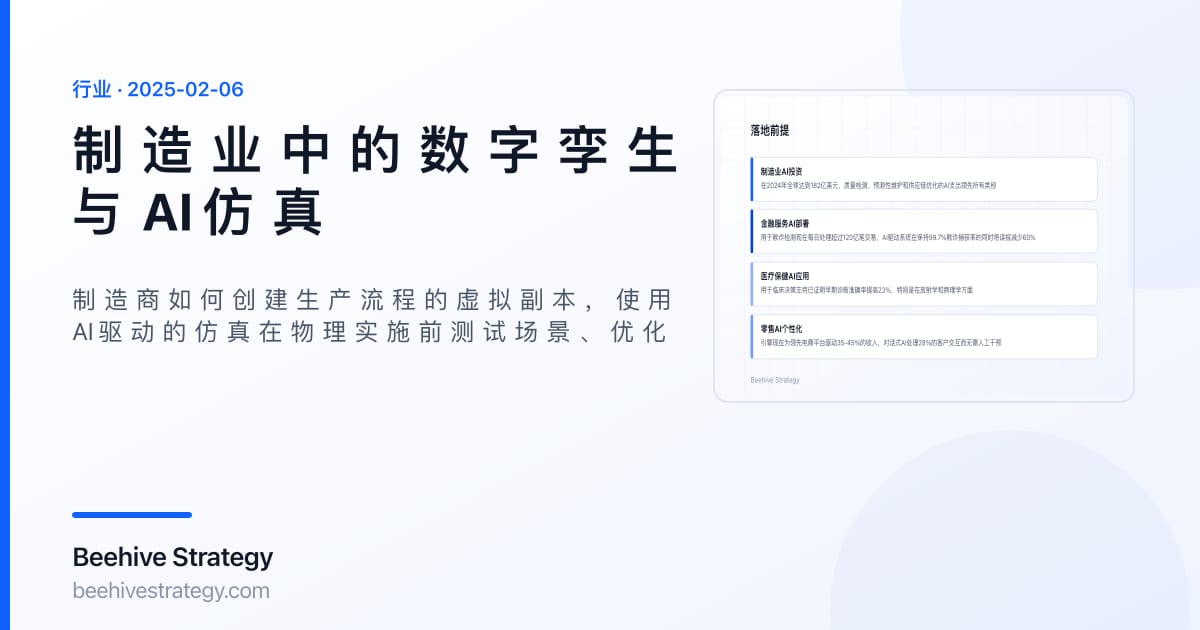 行业 · 2025-02-06
制造业中的数字孪生
与 AI仿真
制造商如何创建生产流程的虚拟副本，使用
AI驱动的仿真在物理实施前测试场景、优化
落地前提
制造业AI投资
在2024年全球达到182亿美元，质量检测、预测性维护和供应链优化的AI支出领先所有类别
金融服务AI部署
用于欺诈检测现在每日处理超过120亿笔交易，AI驱动系统在保持99.7%欺诈捕获率的同时将误报减少60%
医疗保健AI应用
用于临床决策支持已证明早期诊断准确率提高23%，特别是在放射学和病理学方面
零售AI个性化
引擎现在为领先电商平台驱动35-45%的收入，对话式AI处理28%的客户交互而无需人工干预
Beehive Strategy
Beehive Strategy
beehivestrategy.com